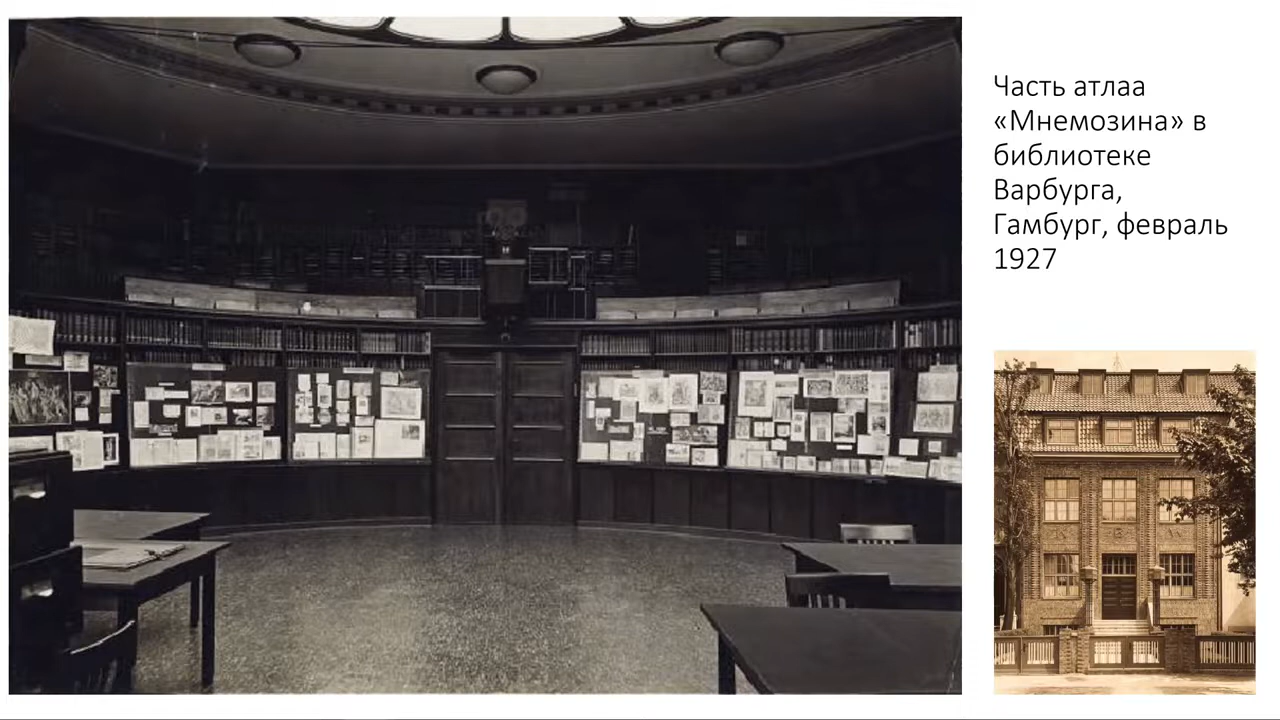 Часть атлаа
«Мнемозина» в
библиотеке
Варбурга,
Гамбург, февраль
1927
K B W